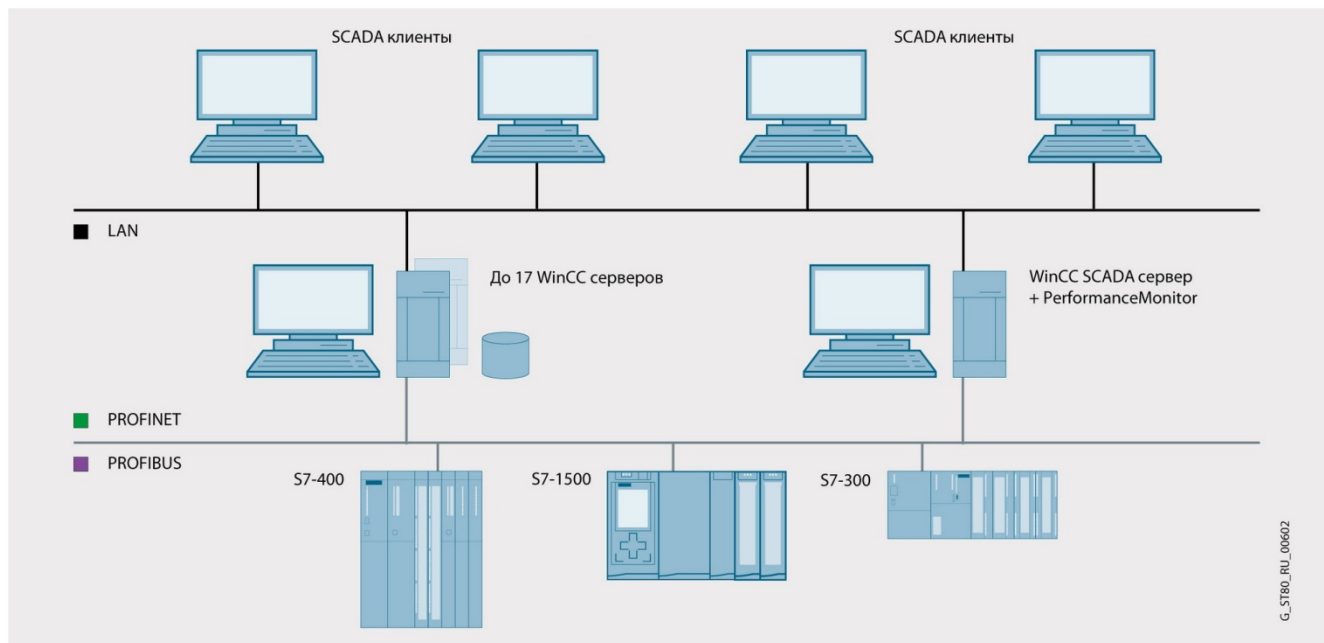 SCADA клиенты
SCADA клиенты
LAN
До 17 WinCC серверов
WinCC SCADA сервер
+ PerformanceMonitor
PROFINET
PROFIBUS
S7-400
S7-1500
S7-300
G_ST80_RU_00602